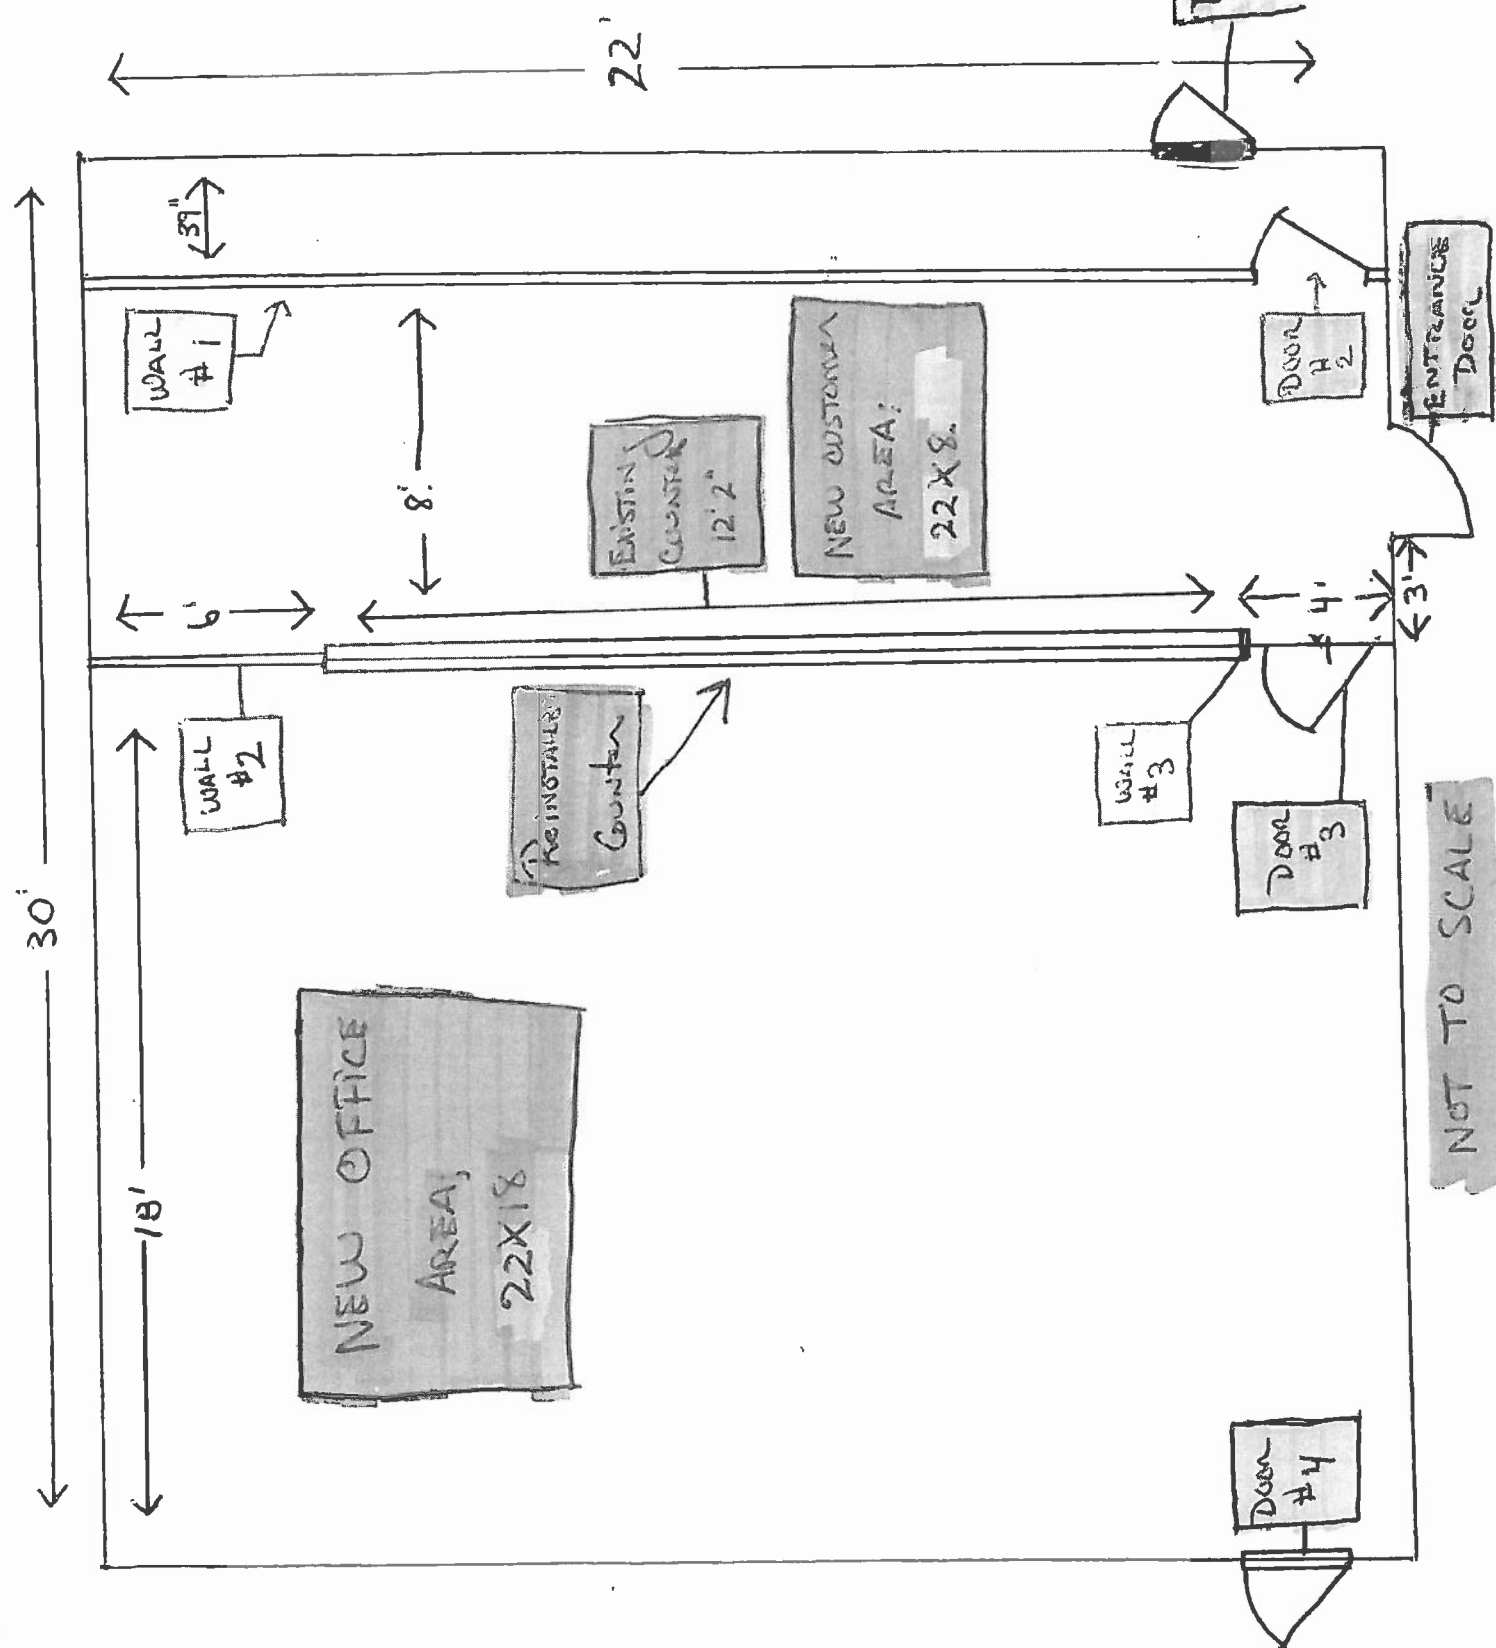 30'
22'
39"
WALL
#1
8'
EXISTING
COUNTER
12'2"
NEW CUSTOMER
AREA:
22X8.
DOOR
#2
ENTRANCE
DOOR
6'
4'
3'
WALL
#2
REINSTALLED
Counter
WALL
#3
DOOR
#3
18'
NEW OFFICE
AREA;
22X18
DOOR
#4
NOT TO SCALE